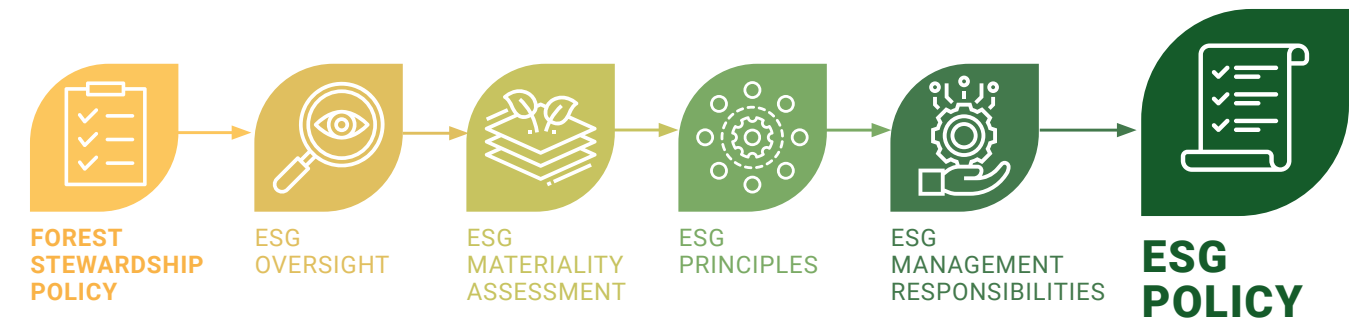 FOREST
STEWARDSHIP
POLICY
ESG
OVERSIGHT
ESG
MATERIALITY
ASSESSMENT
ESG
PRINCIPLES
ESG
MANAGEMENT
RESPONSIBILITIES
ESG
POLICY